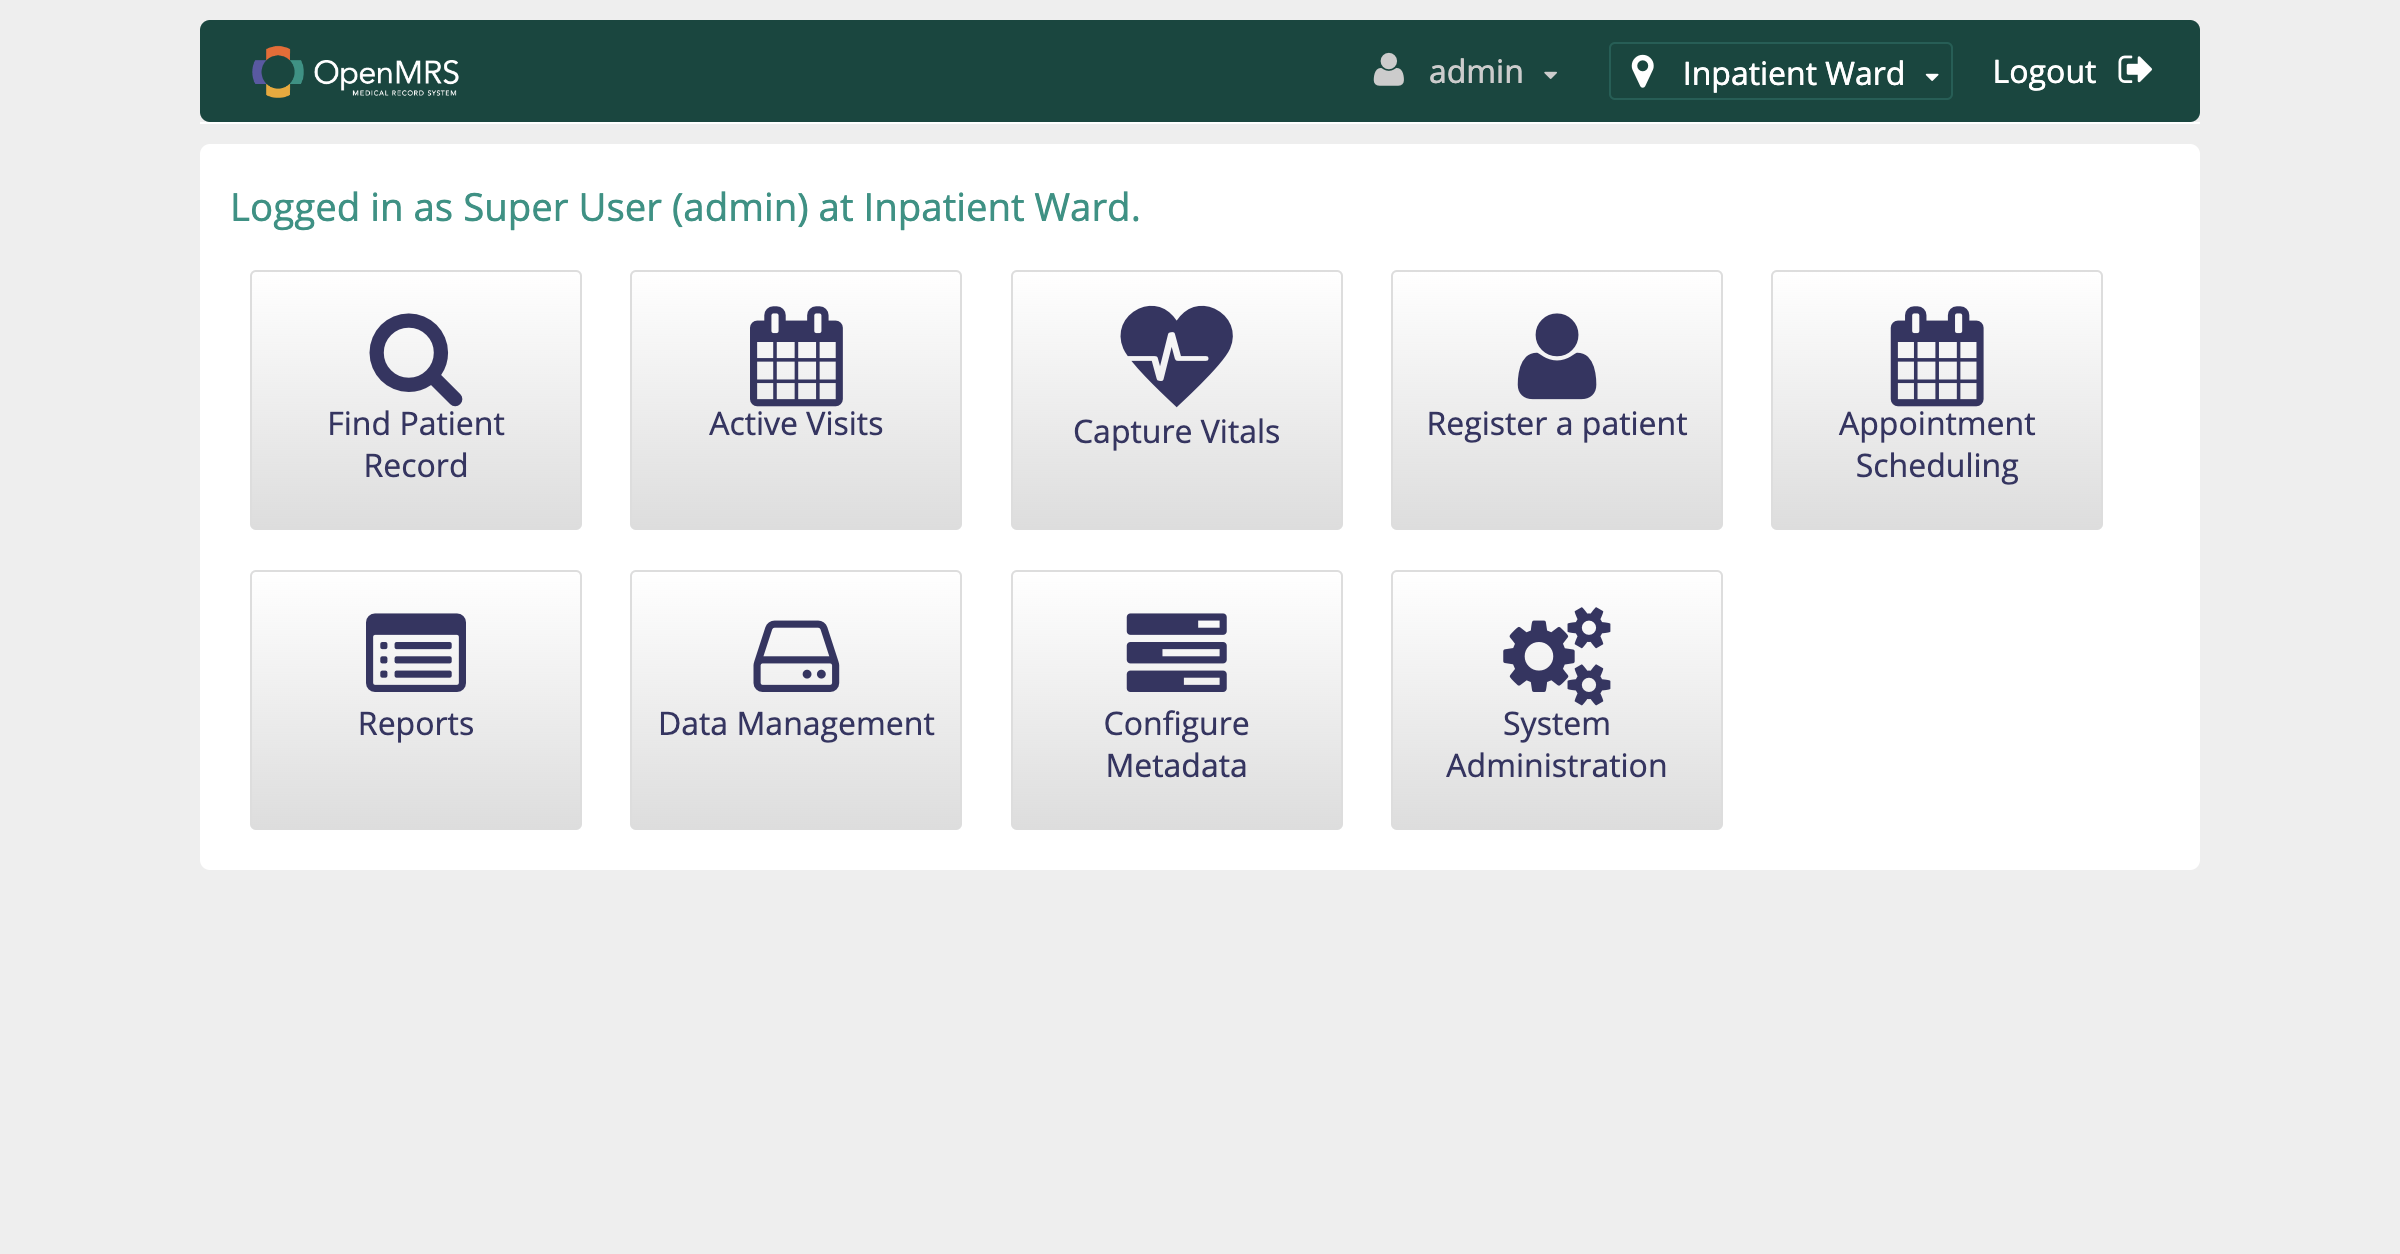 OpenMRS
MEDICAL RECORD SYSTEM
admin
Inpatient Ward
Logout
Logged in as Super User (admin) at Inpatient Ward.
Find Patient
Record
Active Visits
Capture Vitals
Register a patient
Appointment
Scheduling
Reports
Data Management
Configure
Metadata
System
Administration